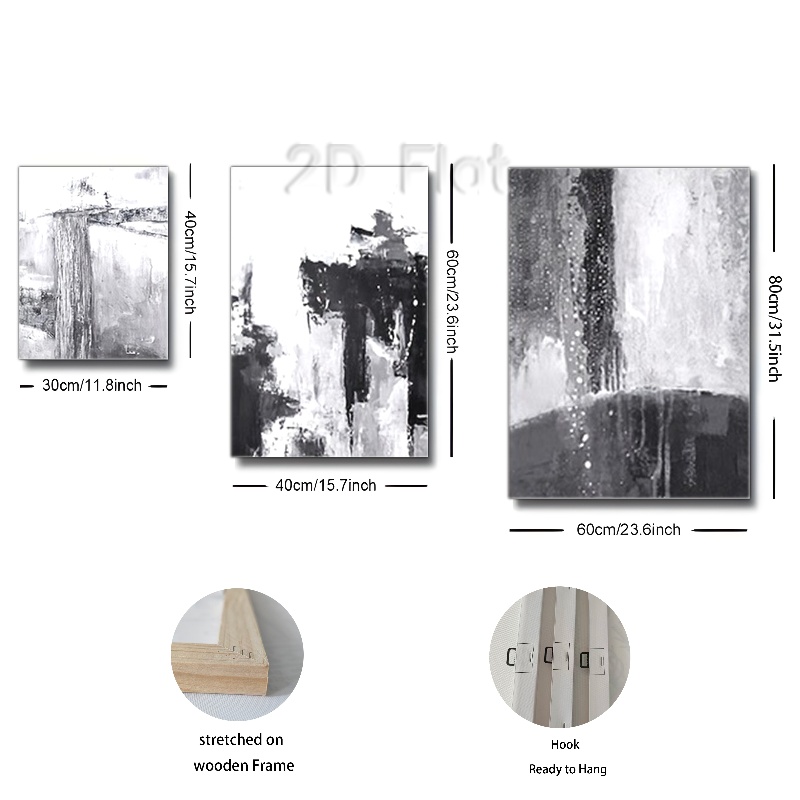 2D Flat
40cm/15.7inch
60cm/23.6inch
80cm/31.5inch
30cm/11.8inch
40cm/15.7inch
60cm/23.6inch
stretched on
wooden Frame
Hook
Ready to Hang